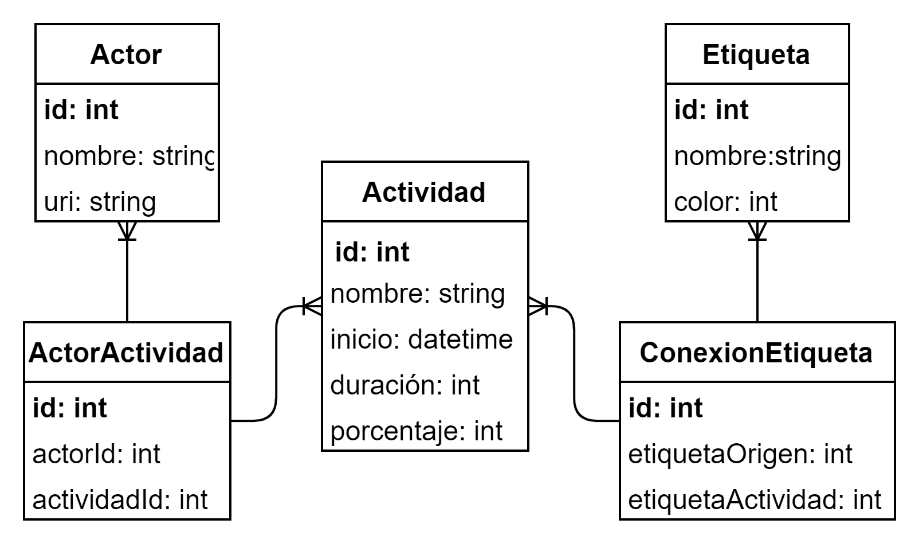 Actor
id: int
nombre: string
uri: string
Etiqueta
id: int
nombre:string
color: int
Actividad
id: int
nombre: string
inicio: datetime
duración: int
porcentaje: int
ActorActividad
id: int
actorId: int
actividadId: int
ConexionEtiqueta
id: int
etiquetaOrigen: int
etiquetaActividad: int